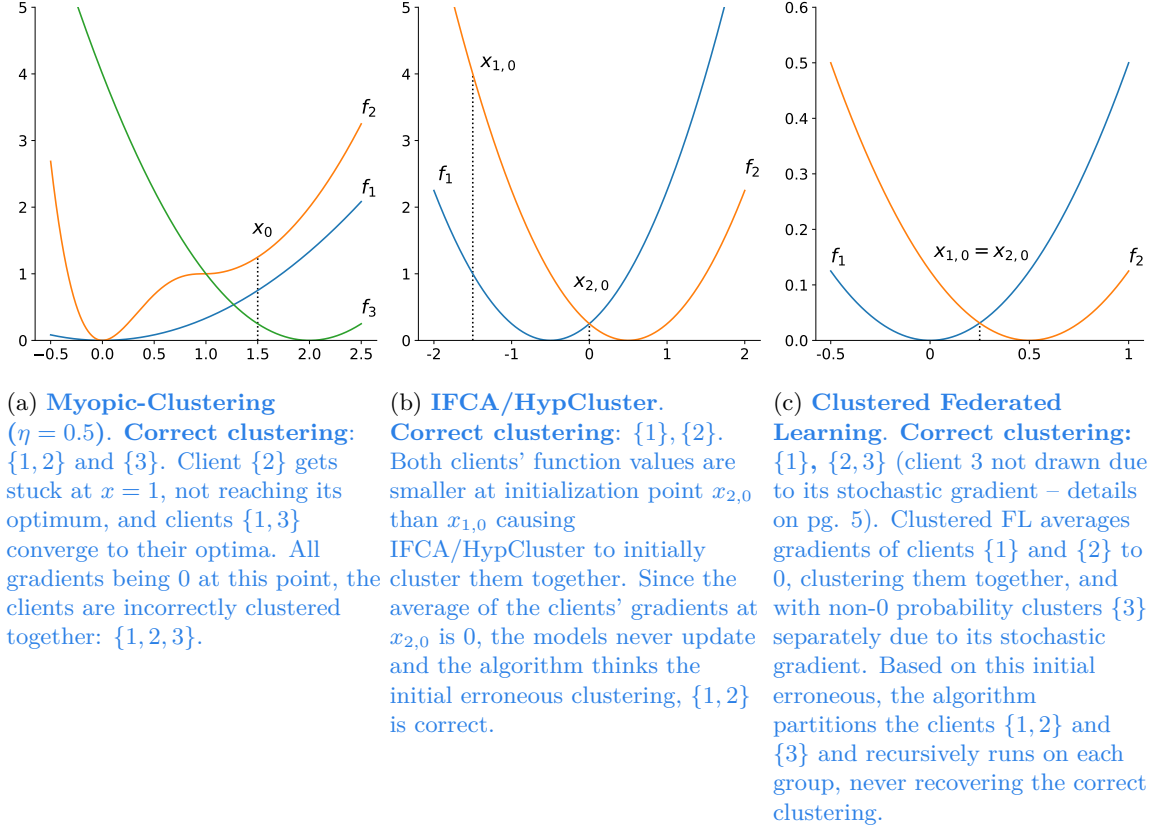 5
4
3
2
1
0
−0.5
0.0
0.5
1.0
1.5
2.0
2.5
f₂
f₁
x₀
f₃
5
4
3
2
1
0
-2
-1
0
1
2
x₁,₀
f₁
f₂
x₂,₀
0.6
0.5
0.4
0.3
0.2
0.1
0.0
-0.5
0
0.5
1
x₁,₀ = x₂,₀
f₁
f₂
(a) Myopic-Clustering
(η = 0.5). Correct clustering:
{1, 2} and {3}. Client {2} gets
stuck at x = 1, not reaching its
optimum, and clients {1, 3}
converge to their optima. All
gradients being 0 at this point, the
clients are incorrectly clustered
together: {1, 2, 3}.
(b) IFCA/HypCluster.
Correct clustering: {1}, {2}.
Both clients' function values are
smaller at initialization point x₂,₀
than x₁,₀ causing
IFCA/HypCluster to initially
cluster them together. Since the
average of the clients' gradients at
x₂,₀ is 0, the models never update
and the algorithm thinks the
initial erroneous clustering, {1, 2}
is correct.
(c) Clustered Federated
Learning. Correct clustering:
{1}, {2, 3} (client 3 not drawn due
to its stochastic gradient – details
on pg. 5). Clustered FL averages
gradients of clients {1} and {2} to
0, clustering them together, and
with non-0 probability clusters {3}
separately due to its stochastic
gradient. Based on this initial
erroneous, the algorithm
partitions the clients {1, 2} and
{3} and recursively runs on each
group, never recovering the correct
clustering.